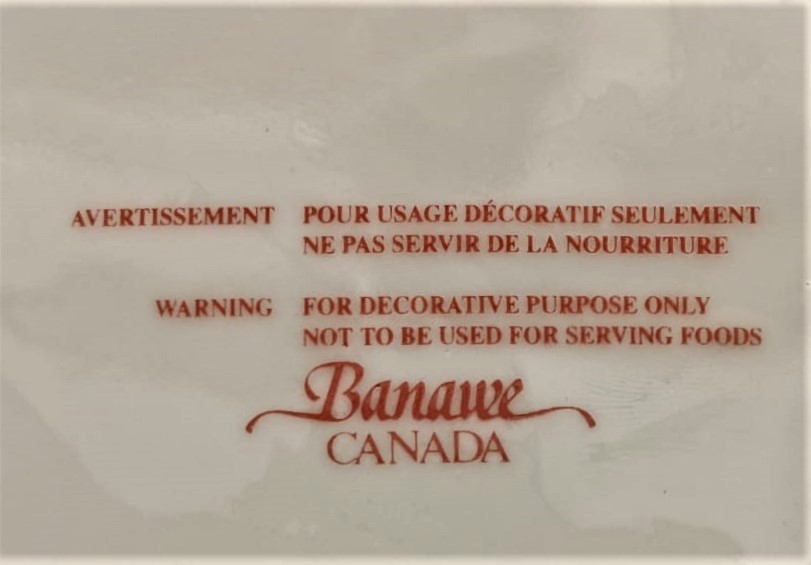 AVERTISSEMENT POUR USAGE DÉCORATIF SEULEMENT
NE PAS SERVIR DE LA NOURRITURE
WARNING FOR DECORATIVE PURPOSE ONLY
NOT TO BE USED FOR SERVING FOODS
Banawe
CANADA